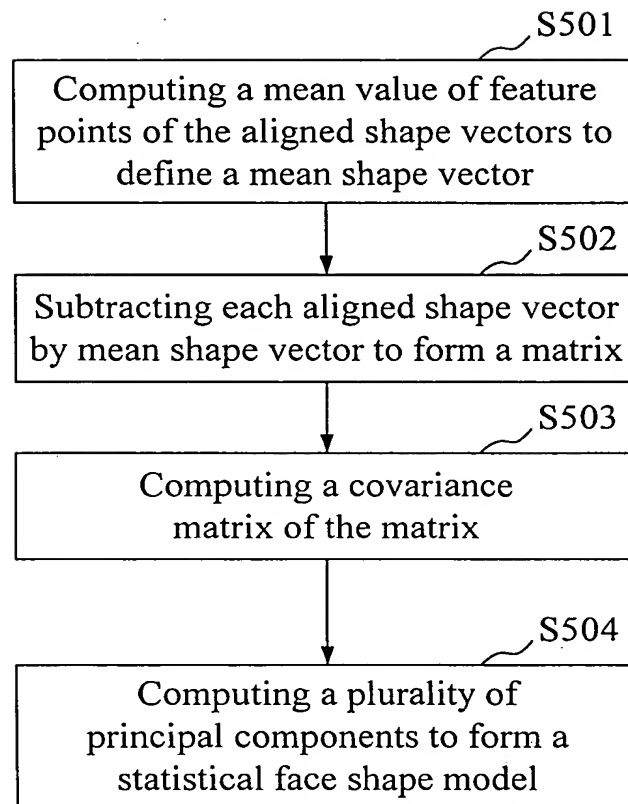 S501
Computing a mean value of feature
points of the aligned shape vectors to
define a mean shape vector
S502
Subtracting each aligned shape vector
by mean shape vector to form a matrix
S503
Computing a covariance
matrix of the matrix
S504
Computing a plurality of
principal components to form a
statistical face shape model